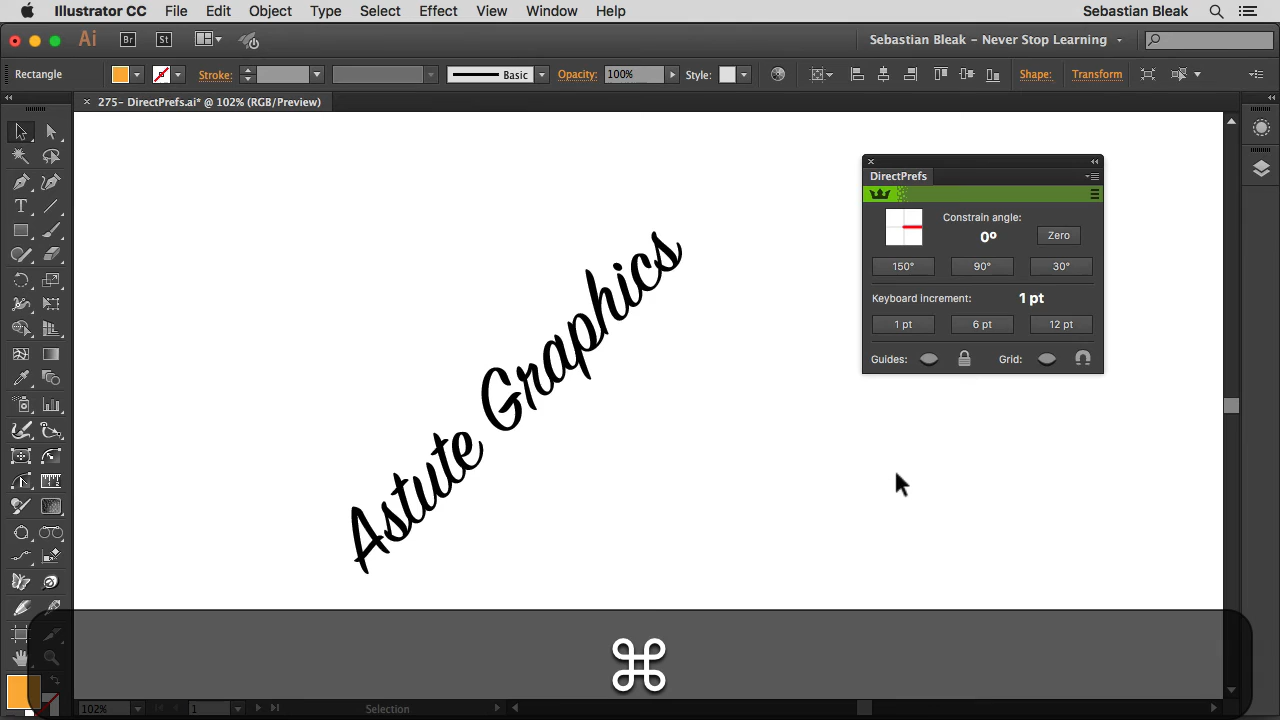 Illustrator CC File Edit Object Type Select Effect View Window Help Sebastian Bleak
Ai Br St Sebastian Bleak – Never Stop Learning
Rectangle Stroke: Basic Opacity: 100% Style: Shape: Transform
275- DirectPrefs.ai* @ 102% (RGB/Preview)
DirectPrefs
Constrain angle:
0º Zero
150° 90° 30°
Keyboard increment: 1 pt
1 pt 6 pt 12 pt
Guides: Grid:
Astute Graphics
⌘
102% 1 Selection